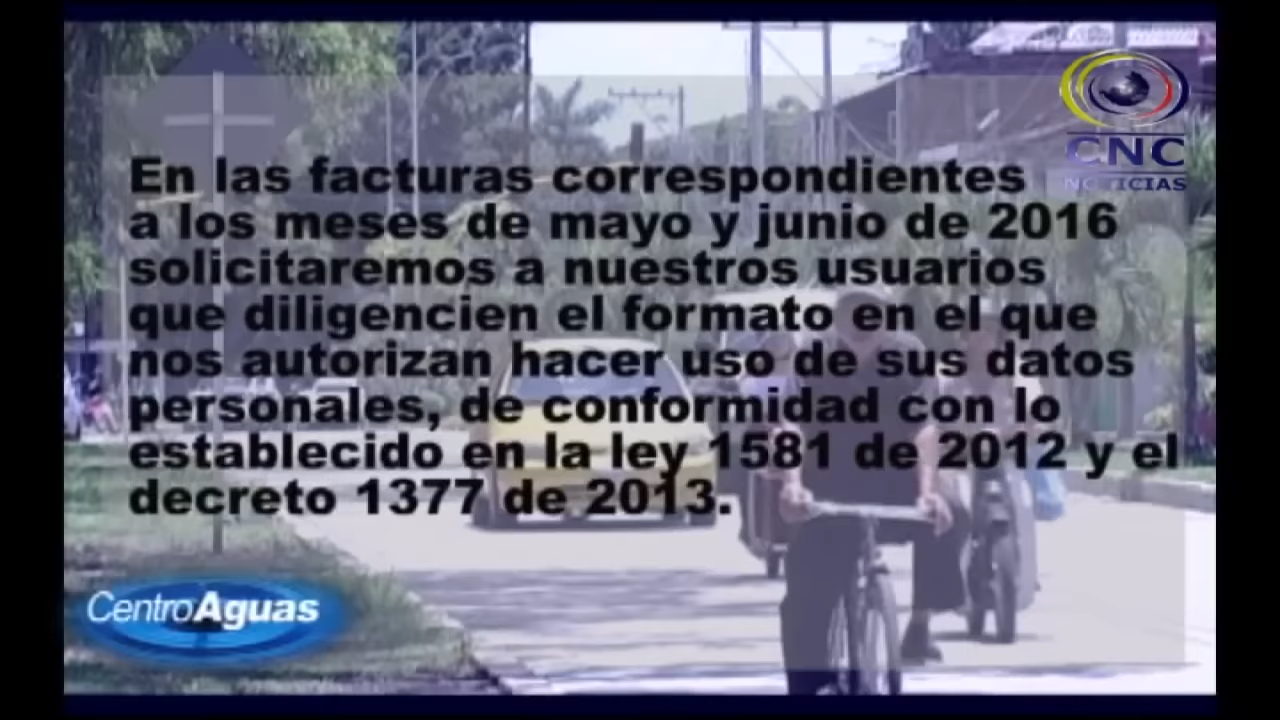 CNC
NOTICIAS
En las facturas correspondientes
a los meses de mayo y junio de 2016
solicitaremos a nuestros usuarios
que diligencien el formato en el que
nos autorizan hacer uso de sus datos
personales, de conformidad con lo
establecido en la ley 1581 de 2012 y el
decreto 1377 de 2013.
CentroAguas